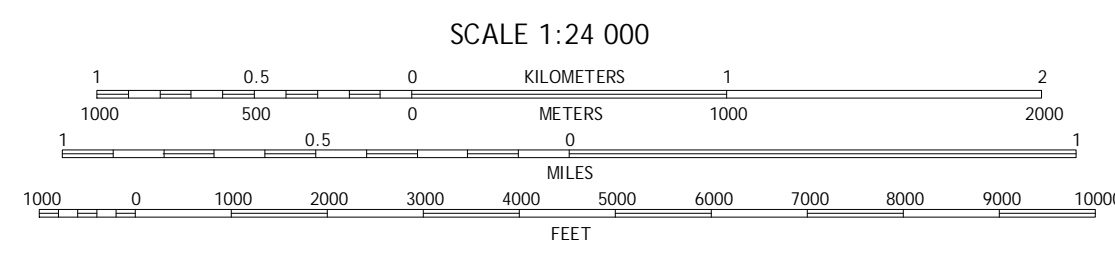 SCALE 1:24 000
1 0.5 0 KILOMETERS 1 2
1000 500 0 METERS 1000 2000
1 0.5 0 1
MILES
1000 0 1000 2000 3000 4000 5000 6000 7000 8000 9000 10000
FEET